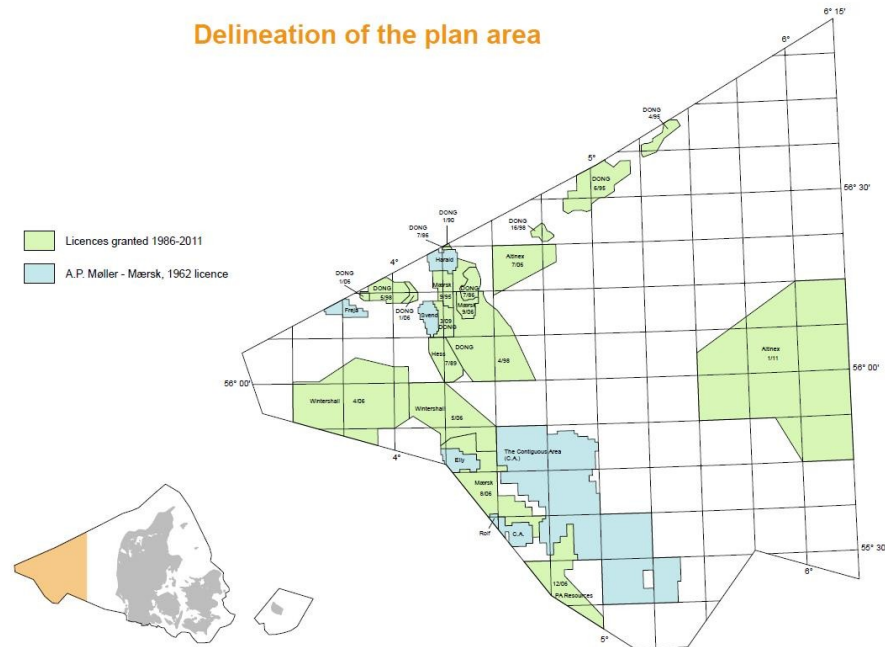 Delineation of the plan area
6° 15'
6°
DONG
4/95
5°
DONG
5/95
6° 30'
Licences granted 1986-2011
A.P. Møller - Mærsk, 1962 licence
DONG
1/90
DONG
7/86
DONG
16/98
4°
Harald
Altinex
7/06
DONG
1/06
DONG
5/98
Mærsk
9/95
DONG
7/86
Mærsk
9/06
Freja
DONG
1/06
Svend
3/09
DONG
Hess
7/89
DONG
4/98
Altinex
1/11
56° 00'
56° 00'
Wintershall 4/06
Wintershall
5/06
4°
Elly
The Contiguous Area
(C.A.)
Mærsk
8/06
Rolf
C.A.
55° 30'
6°
12/06
PA Resources
5°